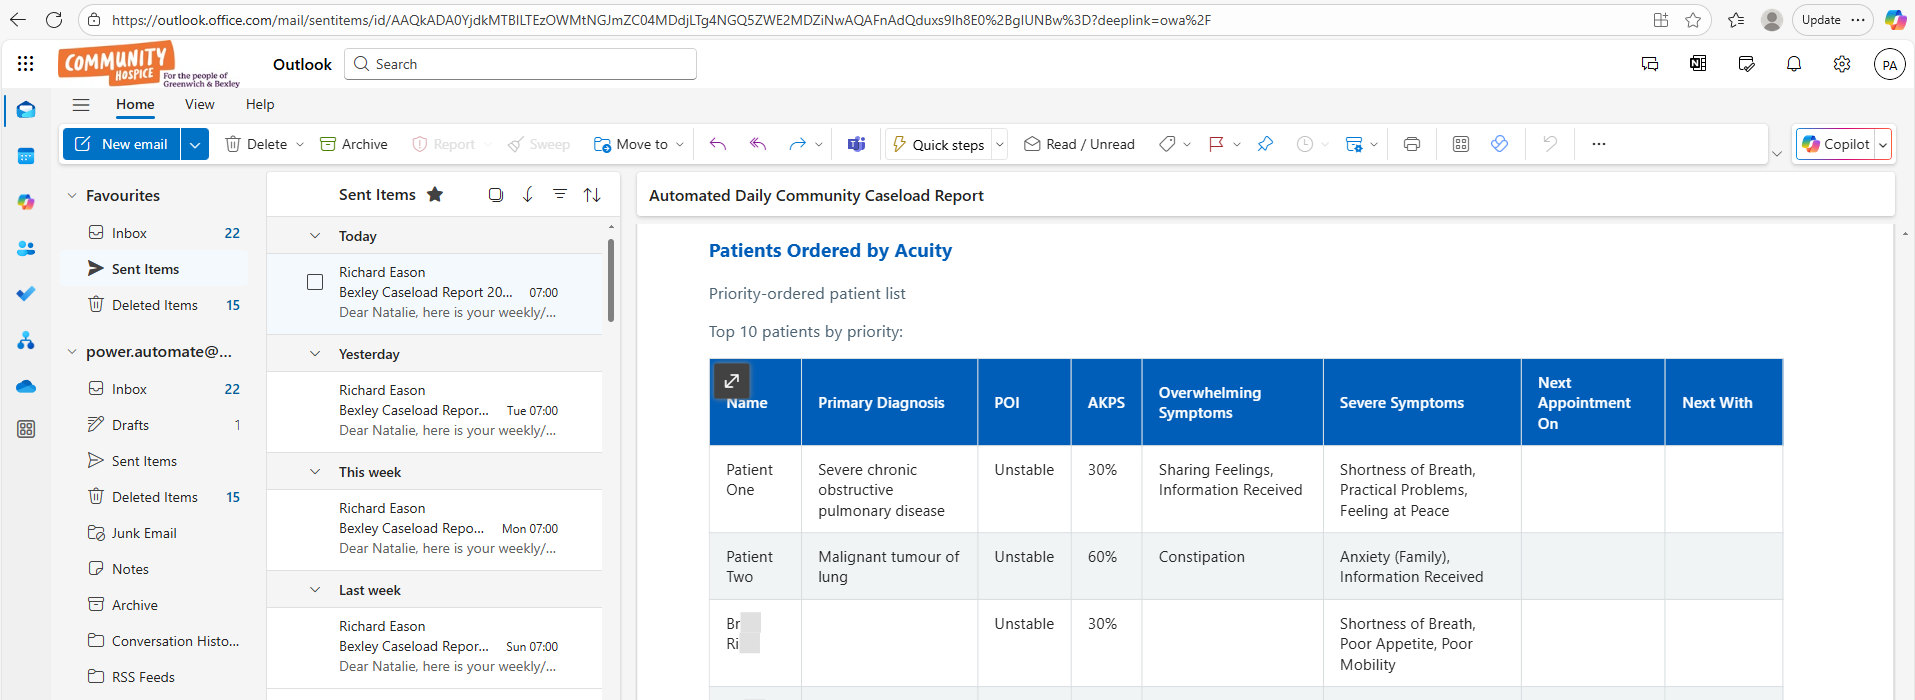 https://outlook.office.com/mail/sentitems/id/AAQkADA0YjdkMTBlLTEzOWMtNGJmZC04MDdjLTg4NGQ5ZWE2MDZiNwAQAFnAdQduxs9Ih8E0%2BglUNBw%3D?deeplink=owa%2F
Update
COMMUNITY
HOSPICE
For the people of
Greenwich & Bexley
Outlook
Search
PA
Home View Help
New email
Delete
Archive
Report
Sweep
Move to
Quick steps
Read / Unread
Copilot
Favourites
Inbox 22
Sent Items
Deleted Items 15
power.automate@...
Inbox 22
Drafts 1
Sent Items
Deleted Items 15
Junk Email
Notes
Archive
Conversation Histo...
RSS Feeds
Sent Items
Today
Richard Eason
Bexley Caseload Report 20... 07:00
Dear Natalie, here is your weekly/...
Yesterday
Richard Eason
Bexley Caseload Repor... Tue 07:00
Dear Natalie, here is your weekly/...
This week
Richard Eason
Bexley Caseload Repo... Mon 07:00
Dear Natalie, here is your weekly/...
Last week
Richard Eason
Bexley Caseload Repor... Sun 07:00
Dear Natalie, here is your weekly/...
Automated Daily Community Caseload Report
Patients Ordered by Acuity
Priority-ordered patient list
Top 10 patients by priority:
Name
Primary Diagnosis
POI
AKPS
Overwhelming
Symptoms
Severe Symptoms
Next
Appointment
On
Next With
Patient
One
Severe chronic
obstructive
pulmonary disease
Unstable
30%
Sharing Feelings,
Information Received
Shortness of Breath,
Practical Problems,
Feeling at Peace
Patient
Two
Malignant tumour of
lung
Unstable
60%
Constipation
Anxiety (Family),
Information Received
Br
Ri
Unstable
30%
Shortness of Breath,
Poor Appetite, Poor
Mobility